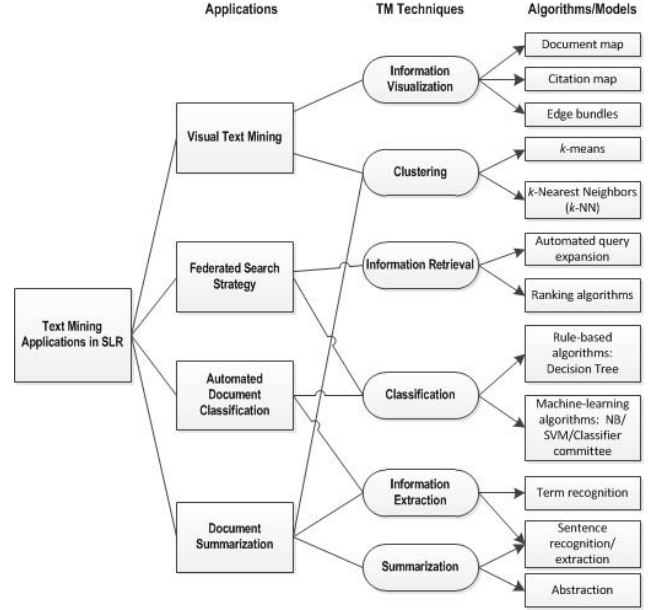 Applications
TM Techniques
Algorithms/Models
Text Mining
Applications in SLR
Visual Text Mining
Federated Search
Strategy
Automated
Document
Classification
Document
Summarization
Information
Visualization
Clustering
Information Retrieval
Classification
Information
Extraction
Summarization
Document map
Citation map
Edge bundles
k-means
k-Nearest Neighbors
(k-NN)
Automated query
expansion
Ranking algorithms
Rule-based
algorithms:
Decision Tree
Machine-learning
algorithms: NB/
SVM/Classifier
committee
Term recognition
Sentence
recognition/
extraction
Abstraction